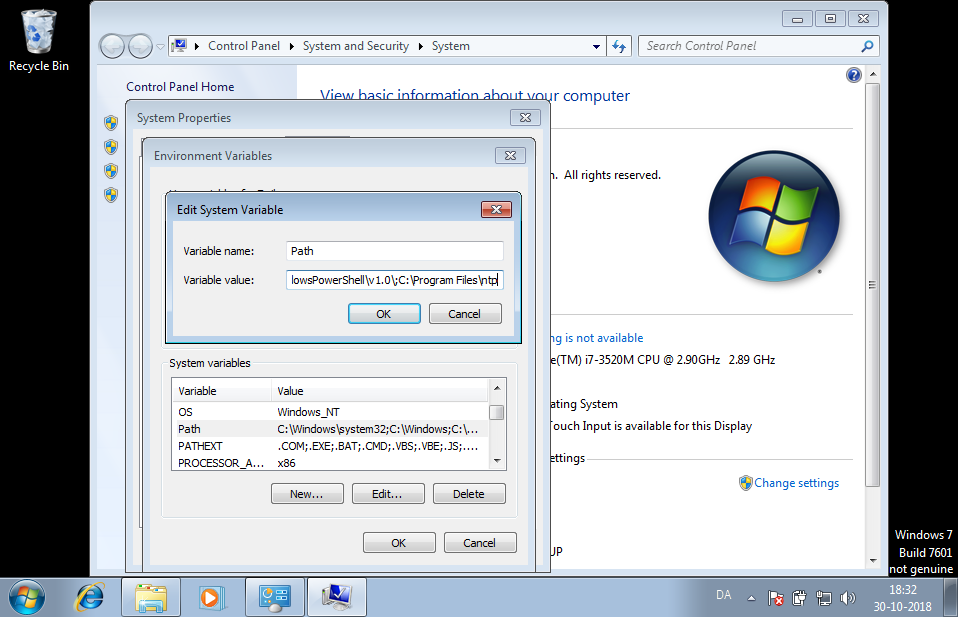 Recycle Bin
Control Panel
System and Security
System
Search Control Panel
Control Panel Home
View basic information about your computer
System Properties
n. All rights reserved.
Environment Variables
Edit System Variable
Variable name:
Path
Variable value:
lowsPowerShell\v1.0\;C:\Program Files\ntp
OK
Cancel
ng is not available
e(TM) i7-3520M CPU @ 2.90GHz 2.89 GHz
ating System
Touch Input is available for this Display
ettings
Change settings
UP
System variables
Variable Value
OS Windows_NT
Path C:\Windows\system32;C:\Windows;C:\...
PATHEXT .COM;.EXE;.BAT;.CMD;.VBS;.VBE;.JS;....
PROCESSOR_A... x86
New...
Edit...
Delete
OK
Cancel
Windows 7
Build 7601
not genuine
DA
18:32
30-10-2018